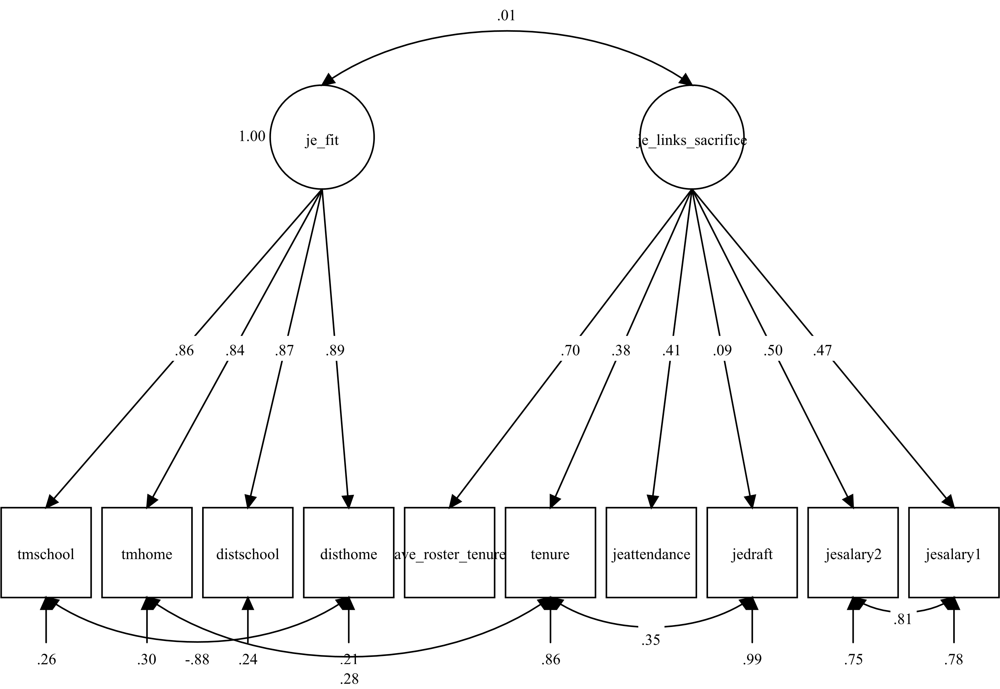 .01
1.00
je_fit
je_links_sacrifice
.86 .84 .87 .89 .70 .38 .41 .09 .50 .47
tmschool tmhome distschool disthome ave_roster_tenure tenure jeattendance jedraft jesalary2 jesalary1
.81
.35
.26 .30 -.88 .24 .21 .86 .99 .75 .78
.28